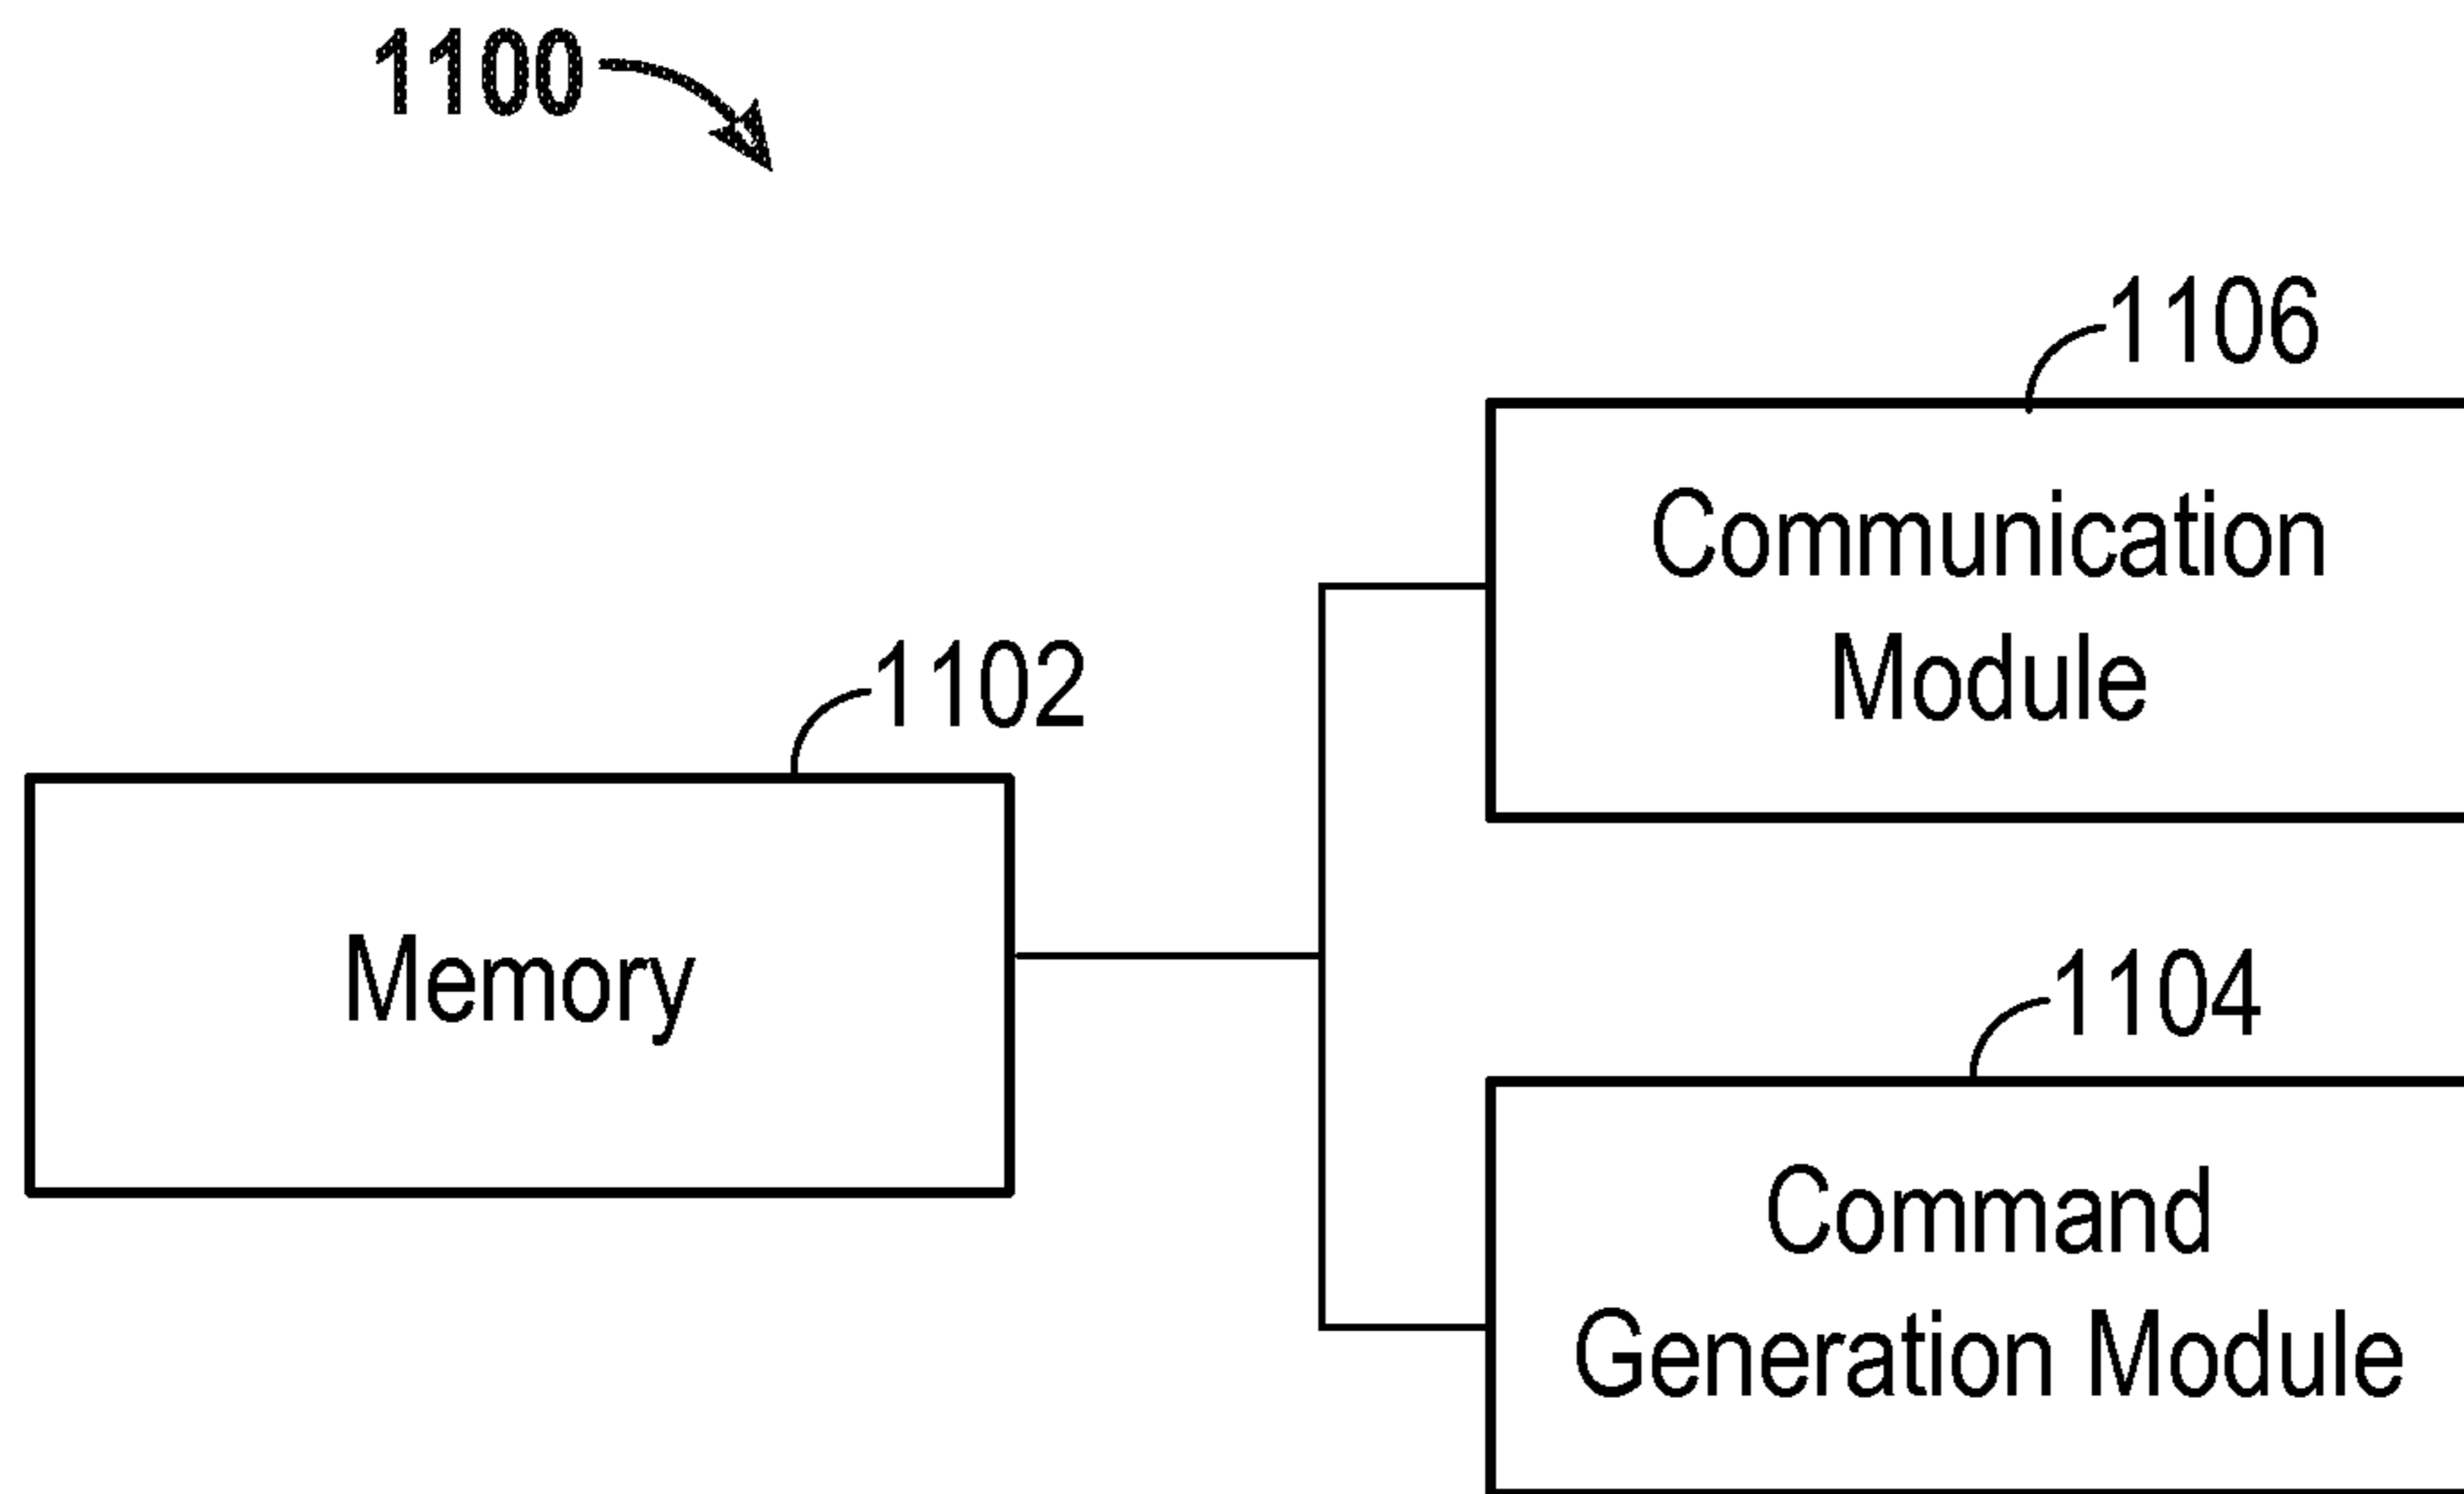 1100
1106
Communication
Module
1102
Memory
1104
Command
Generation Module